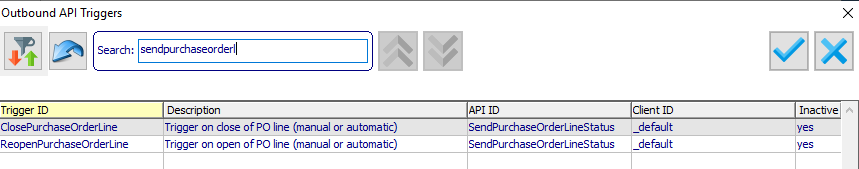 Outbound API Triggers
Search: sendpurchaseorderl
Trigger ID Description API ID Client ID Inactive
ClosePurchaseOrderLine Trigger on close of PO line (manual or automatic) SendPurchaseOrderLineStatus _default yes
ReopenPurchaseOrderLine Trigger on open of PO line (manual or automatic) SendPurchaseOrderLineStatus _default yes